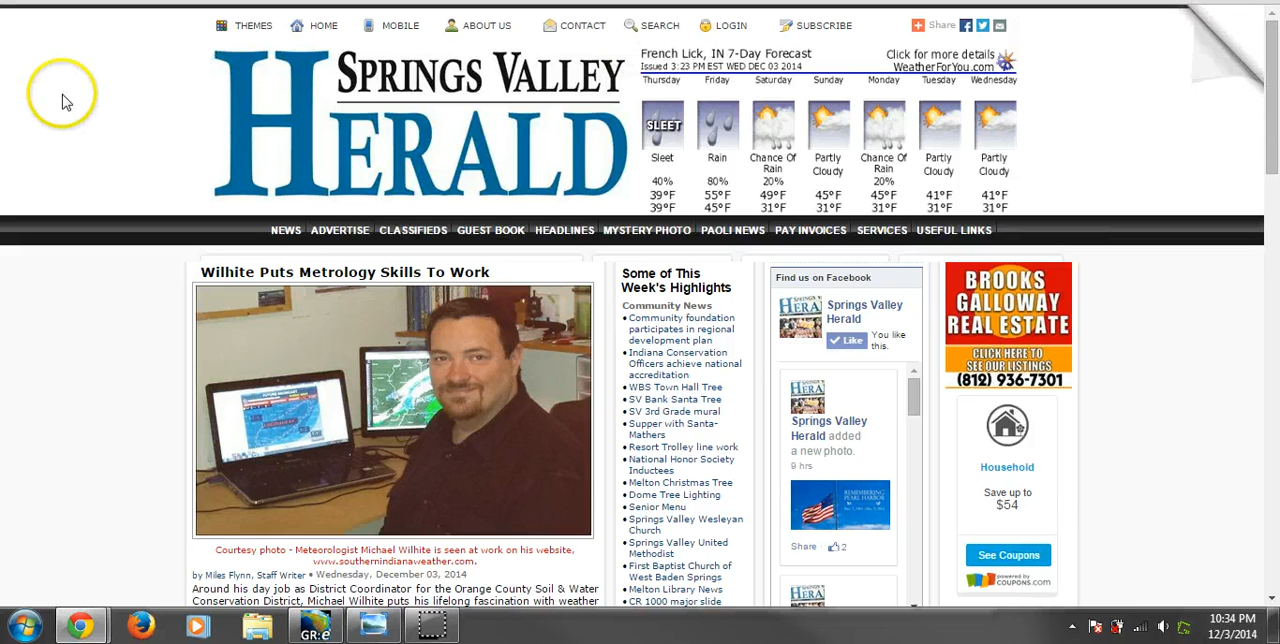 THEMES HOME MOBILE ABOUT US CONTACT SEARCH LOGIN SUBSCRIBE Share
SPRINGS VALLEY
HERALD
French Lick, IN 7-Day Forecast
Issued 3:23 PM EST WED DEC 03 2014
Click for more details
WeatherForYou.com
Thursday Friday Saturday Sunday Monday Tuesday Wednesday
SLEET
Sleet Rain Chance Of Rain Partly Cloudy Chance Of Rain Partly Cloudy Partly Cloudy
40% 80% 20% 20%
39°F 55°F 49°F 45°F 45°F 41°F 41°F
39°F 45°F 31°F 31°F 31°F 31°F 31°F
NEWS ADVERTISE CLASSIFIEDS GUEST BOOK HEADLINES MYSTERY PHOTO PAOLI NEWS PAY INVOICES SERVICES USEFUL LINKS
Wilhite Puts Metrology Skills To Work
Courtesy photo - Meteorologist Michael Wilhite is seen at work on his website,
www.southernindianaweather.com.
by Miles Flynn, Staff Writer • Wednesday, December 03, 2014
Around his day job as District Coordinator for the Orange County Soil & Water
Conservation District, Michael Wilhite puts his lifelong fascination with weather
Some of This
Week's Highlights
Community News
• Community foundation
participates in regional
development plan
• Indiana Conservation
Officers achieve national
accreditation
• WBS Town Hall Tree
• SV Bank Santa Tree
• SV 3rd Grade mural
• Supper with Santa-
Mathers
• Resort Trolley line work
• National Honor Society
Inductees
• Melton Christmas Tree
• Dome Tree Lighting
• Senior Menu
• Springs Valley Wesleyan
Church
• Springs Valley United
Methodist
• First Baptist Church of
West Baden Springs
• Melton Library News
• CR 1000 major slide
Find us on Facebook
Springs Valley
Herald
Like
You like
this.
Springs Valley
Herald added
a new photo.
9 hrs
REMEMBERING
PEARL HARBOR
Share 2
BROOKS
GALLOWAY
REAL ESTATE
CLICK HERE TO
SEE OUR LISTINGS
(812) 936-7301
Household
Save up to
$54
See Coupons
powered by
COUPONS.com
GR:e
10:34 PM
12/3/2014